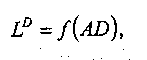 L^D = f(AD),